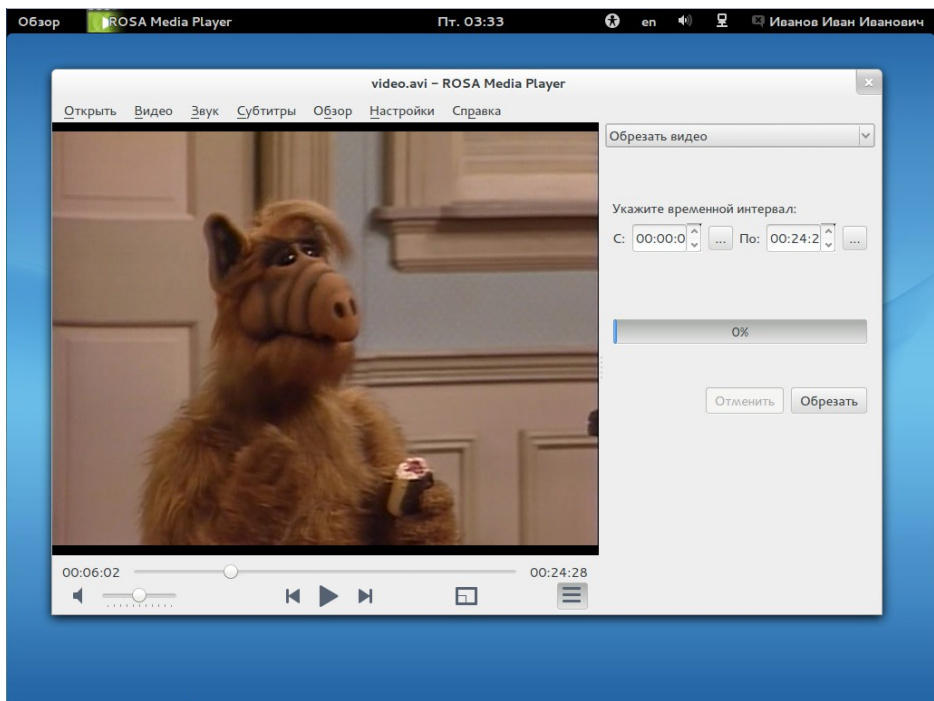 Обзор ROSA Media Player Пт. 03:33 en Иванов Иван Иванович
video.avi – ROSA Media Player
Открыть Видео Звук Субтитры Обзор Настройки Справка
Обрезать видео
Укажите временной интервал:
С: 00:00:0 ... По: 00:24:2 ...
0%
Отменить Обрезать
00:06:02 00:24:28